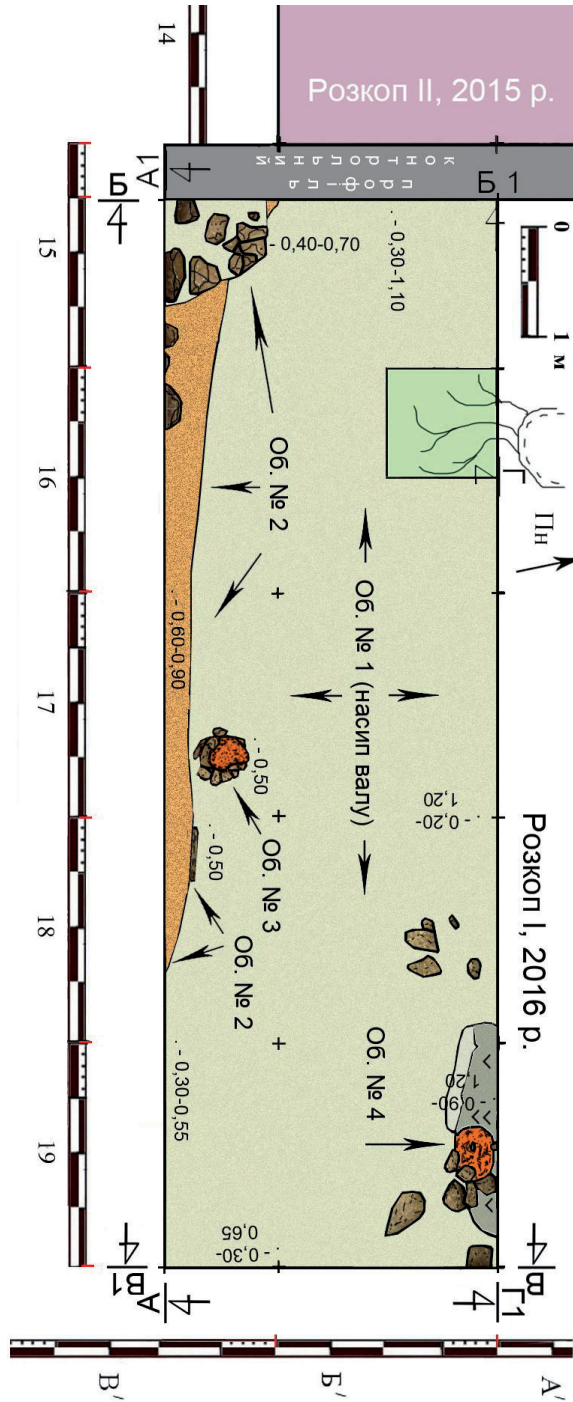 Розкоп II, 2015 р.
14
контрольний
профіль
А1
Б
Б 1
0
1 м
15
- 0,40-0,70
- 0,30-1,10
16
Об. № 2
Г
Пн
Об. № 1 (насип валу)
- 0,60-0,90
17
- 0,50
Об. № 3
- 0,20-
1,20
Розкоп I, 2016 р.
- 0,50
18
Об. № 2
Об. № 4
- 0,90-
1,20
- 0,30-0,55
19
- 0,30-
0,65
В1
А
Г1
В
В′
Б′
А′